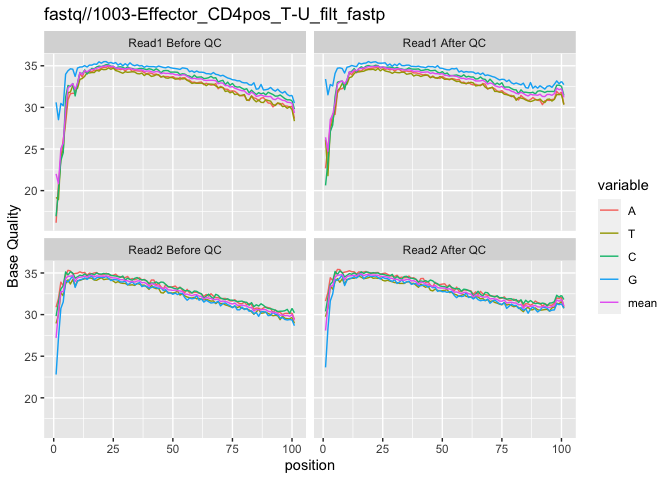 fastq//1003-Effector_CD4pos_T-U_filt_fastp
Read1 Before QC
Read1 After QC
35
30
25
20
Read2 Before QC
Read2 After QC
35
30
25
20
0
25
50
75
100
0
25
50
75
100
position
Base Quality
variable
A
T
C
G
mean